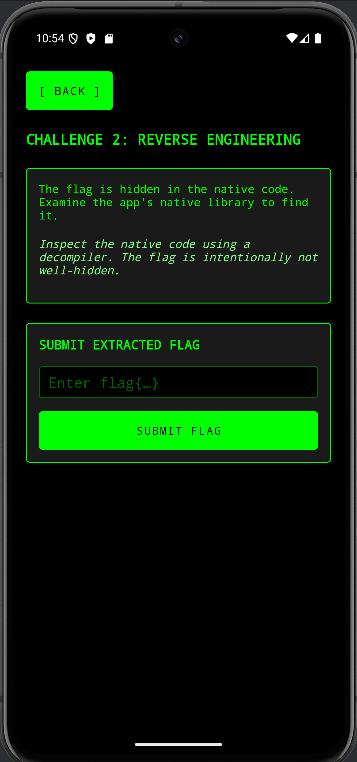 10:54
[ BACK ]
CHALLENGE 2: REVERSE ENGINEERING
The flag is hidden in the native code.
Examine the app's native library to find
it.
Inspect the native code using a
decompiler. The flag is intentionally not
well-hidden.
SUBMIT EXTRACTED FLAG
Enter flag{…}
SUBMIT FLAG